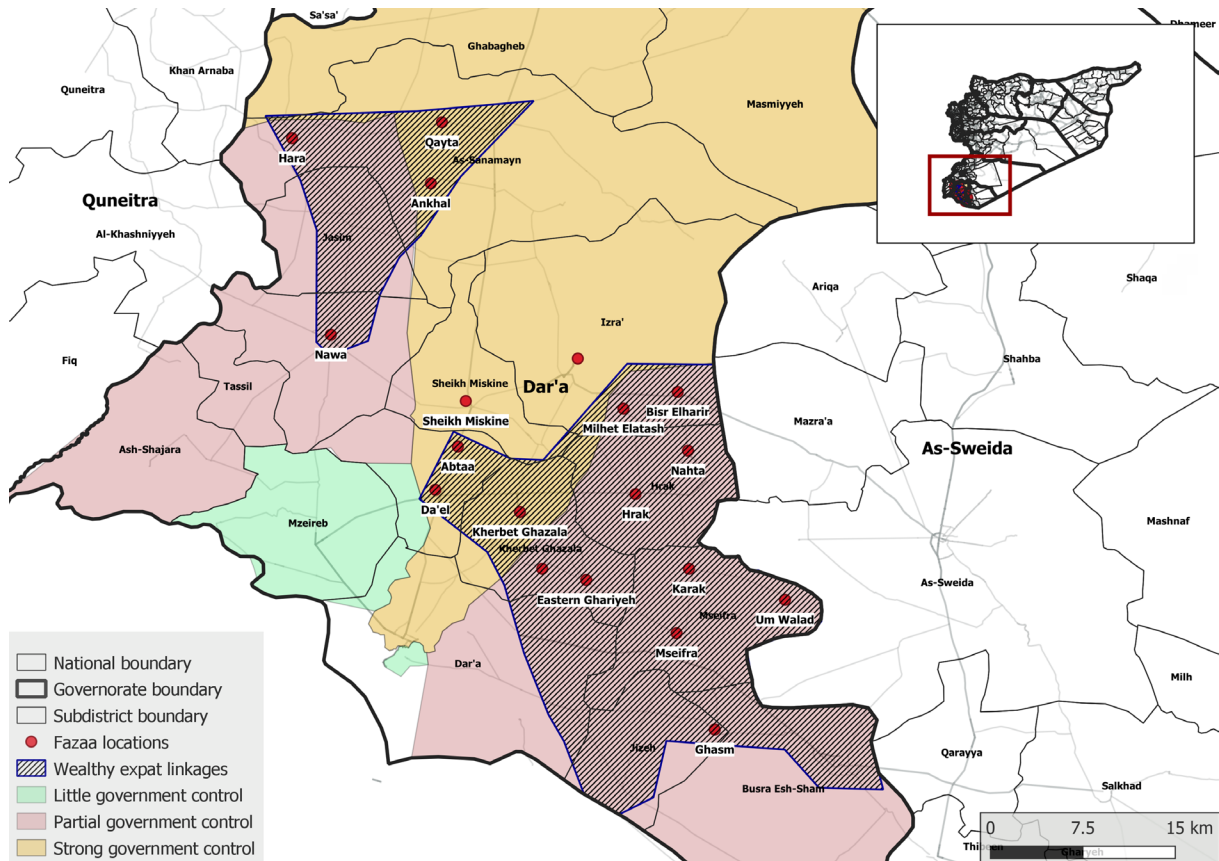 Sa'sa'
Dhameer
Ghabagheb
Khan Arnaba
Quneitra
Masmiyyeh
Qayta
Hara
As-Sanamayn
Ankhal
Quneitra
Al-Khashniyyeh
Jasim
Shaqa
Ariqa
Izra'
Nawa
Fiq
Shahba
Tassil
Sheikh Miskine
Dar'a
Bisr Elharir
Sheikh Miskine
Milhet Elatash
Mazra'a
Ash-Shajara
As-Sweida
Abtaa
Nahta
Hrak
Da'el
Hrak
Mzeireb
Kherbet Ghazala
Mashnaf
Kherbet Ghazala
As-Sweida
Karak
Eastern Ghariyeh
Mseifra
Um Walad
Mseifra
Dar'a
Milh
Jizeh
Ghasm
Qarayya
Busra Esh-Sham
Salkhad
National boundary
Governorate boundary
Subdistrict boundary
Fazaa locations
Wealthy expat linkages
Little government control
Partial government control
Strong government control
0 7.5 15 km
Thibeen
Gharyeh